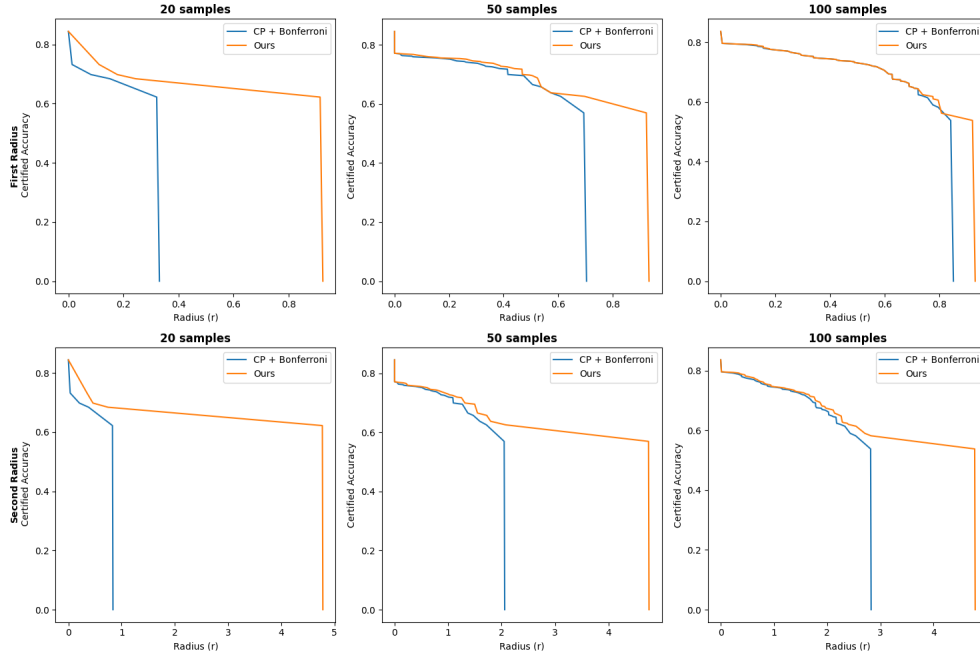 20 samples
50 samples
100 samples
First Radius
Certified Accuracy
0.8
0.6
0.4
0.2
0.0
CP + Bonferroni
Ours
0.0 0.2 0.4 0.6 0.8
Radius (r)
Certified Accuracy
0.8
0.6
0.4
0.2
0.0
CP + Bonferroni
Ours
0.0 0.2 0.4 0.6 0.8
Radius (r)
Certified Accuracy
0.8
0.6
0.4
0.2
0.0
CP + Bonferroni
Ours
0.0 0.2 0.4 0.6 0.8
Radius (r)
20 samples
50 samples
100 samples
Second Radius
Certified Accuracy
0.8
0.6
0.4
0.2
0.0
CP + Bonferroni
Ours
0 1 2 3 4 5
Radius (r)
Certified Accuracy
0.8
0.6
0.4
0.2
0.0
CP + Bonferroni
Ours
0 1 2 3 4
Radius (r)
Certified Accuracy
0.8
0.6
0.4
0.2
0.0
CP + Bonferroni
Ours
0 1 2 3 4
Radius (r)